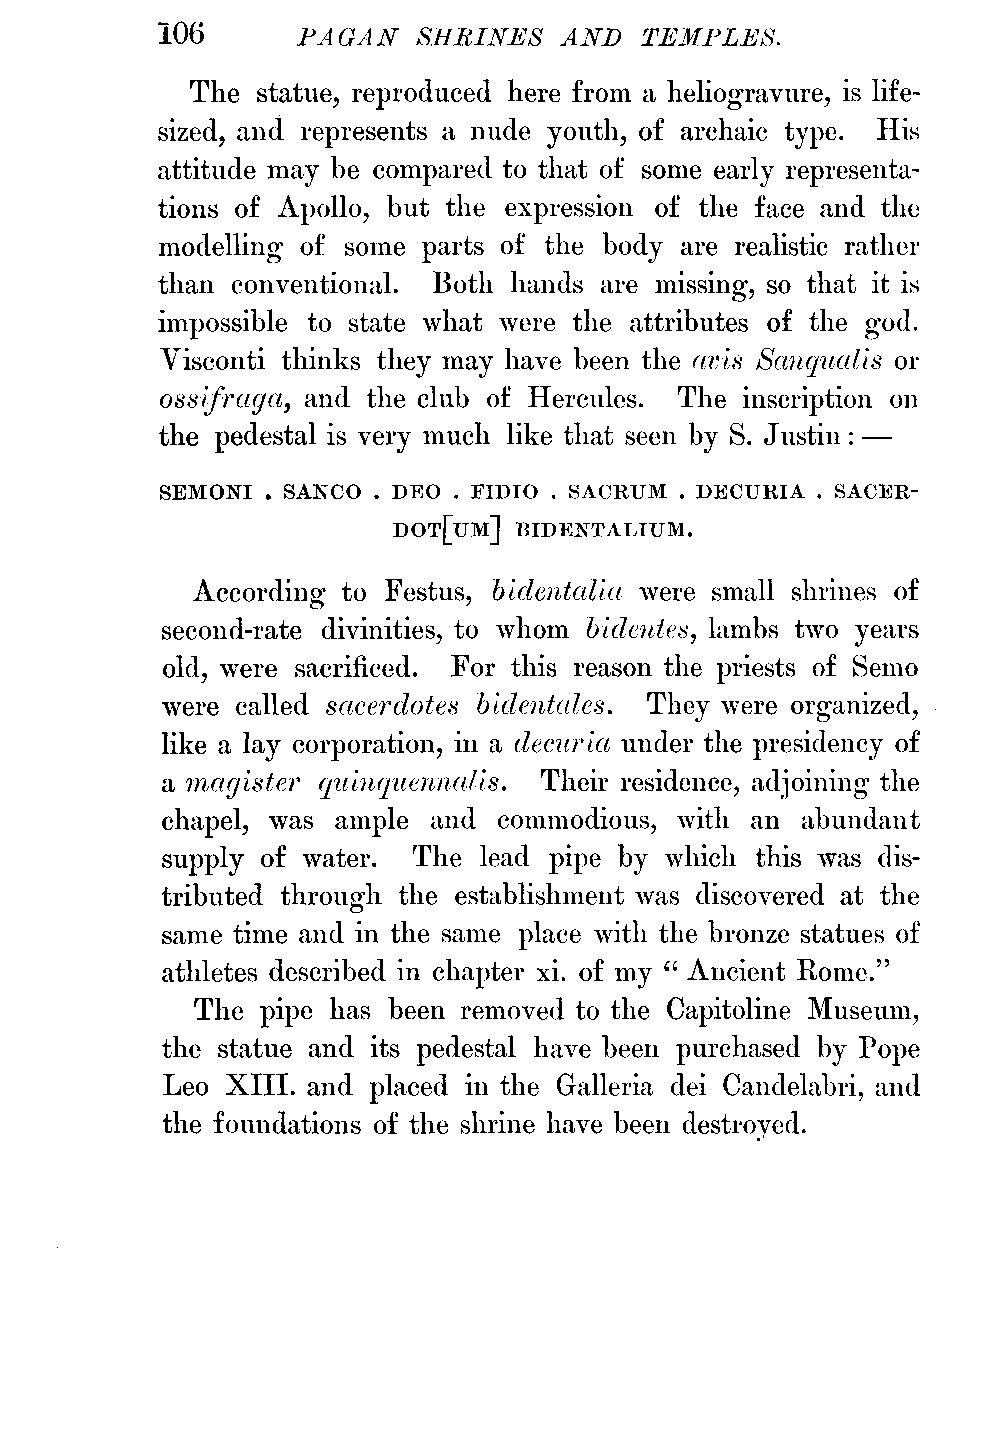 106 PAGAN SHRINES AND TEMPLES.
The statue, reproduced here from a heliogravure, is life-
sized, and represents a nude youth, of archaic type. His
attitude may be compared to that of some early representa-
tions of Apollo, but the expression of the face and the
modelling of some parts of the body are realistic rather
than conventional. Both hands are missing, so that it is
impossible to state what were the attributes of the god.
Visconti thinks they may have been the avis Sanqualis or
ossifraga, and the club of Hercules. The inscription on
the pedestal is very much like that seen by S. Justin : —
SEMONI . SANCO . DEO . FIDIO . SACRUM . DECURIA . SACER-
DOT[UM] BIDENTALIUM.
According to Festus, bidentalia were small shrines of
second-rate divinities, to whom bidentes, lambs two years
old, were sacrificed. For this reason the priests of Semo
were called sacerdotes bidentales. They were organized,
like a lay corporation, in a decuria under the presidency of
a magister quinquennalis. Their residence, adjoining the
chapel, was ample and commodious, with an abundant
supply of water. The lead pipe by which this was dis-
tributed through the establishment was discovered at the
same time and in the same place with the bronze statues of
athletes described in chapter xi. of my “ Ancient Rome.”
The pipe has been removed to the Capitoline Museum,
the statue and its pedestal have been purchased by Pope
Leo XIII. and placed in the Galleria dei Candelabri, and
the foundations of the shrine have been destroyed.